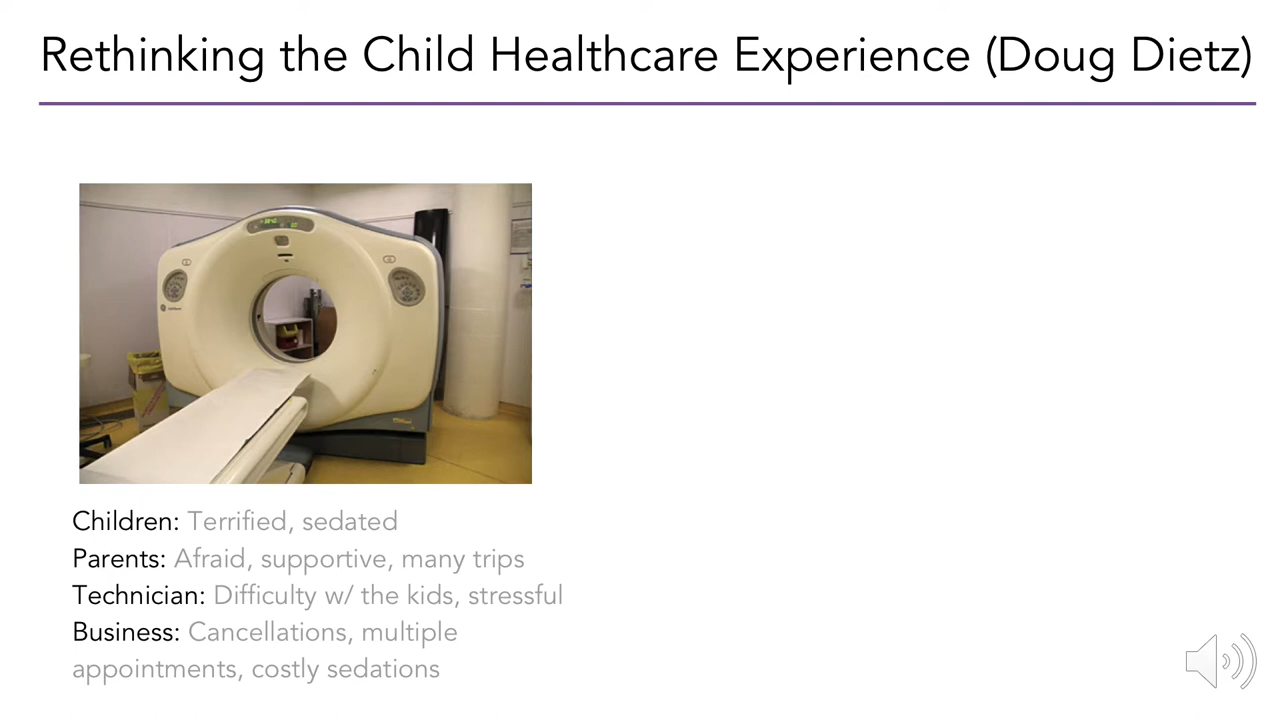 Rethinking the Child Healthcare Experience (Doug Dietz)
Children: Terrified, sedated
Parents: Afraid, supportive, many trips
Technician: Difficulty w/ the kids, stressful
Business: Cancellations, multiple
appointments, costly sedations